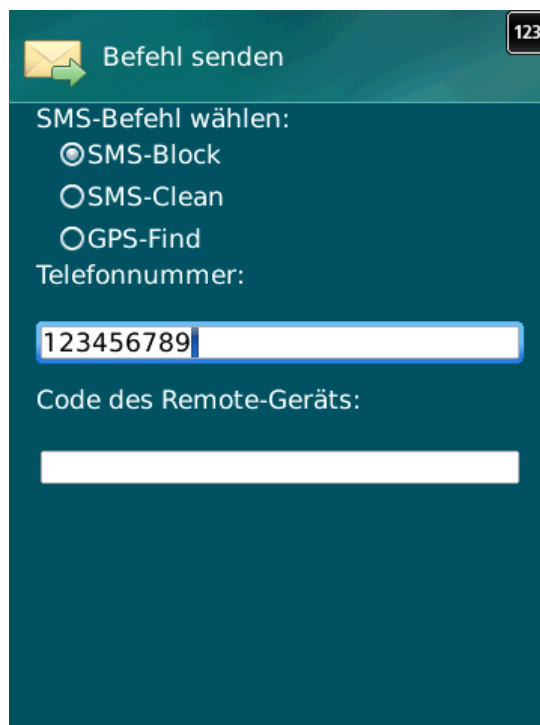 123
Befehl senden
SMS-Befehl wählen:
SMS-Block
SMS-Clean
GPS-Find
Telefonnummer:
123456789
Code des Remote-Geräts: